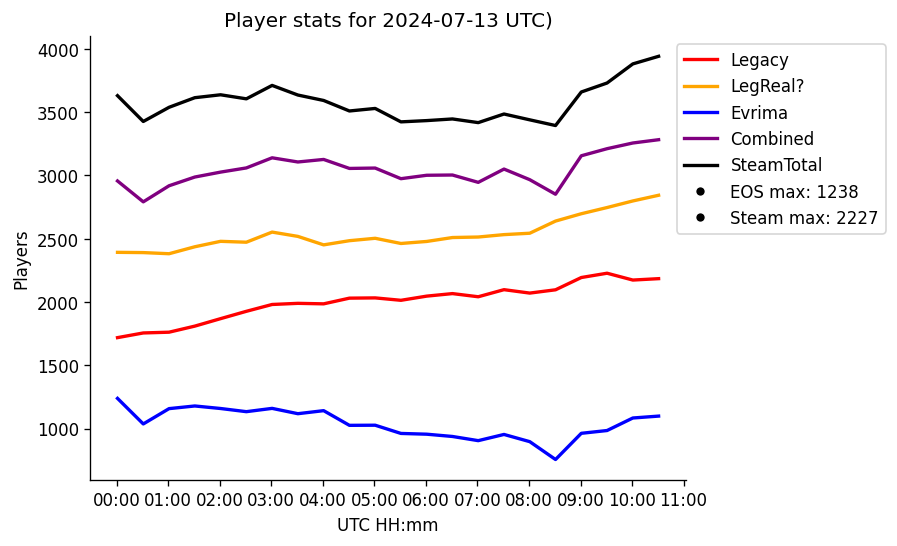 Player stats for 2024-07-13 UTC)
4000
3500
3000
2500
2000
1500
1000
Players
00:00 01:00 02:00 03:00 04:00 05:00 06:00 07:00 08:00 09:00 10:00 11:00
UTC HH:mm
Legacy
LegReal?
Evrima
Combined
SteamTotal
EOS max: 1238
Steam max: 2227